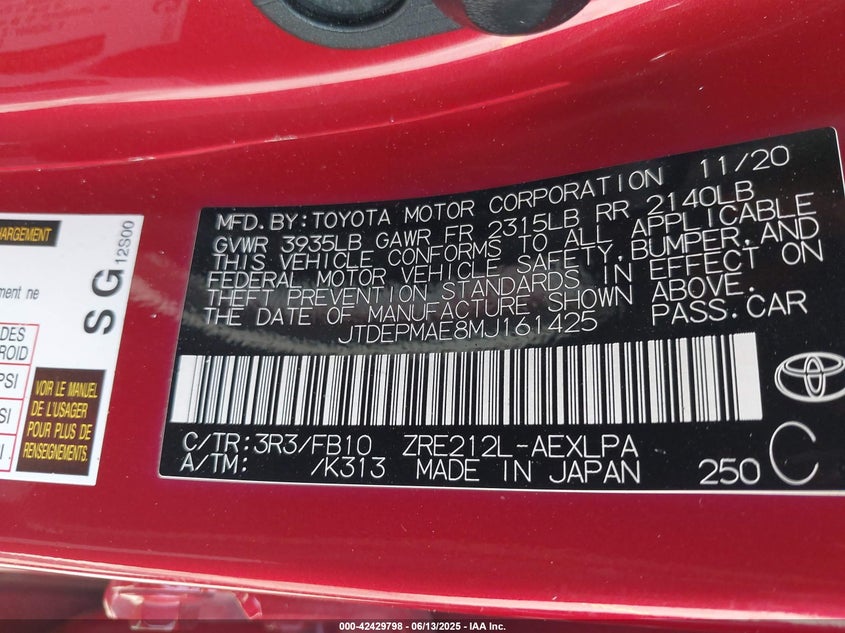 MFD.BY:TOYOTA MOTOR CORPORATION 11/20
GVWR 3935LB GAWR FR 2315LB RR 2140LB
THIS VEHICLE CONFORMS TO ALL APPLICABLE
FEDERAL MOTOR VEHICLE SAFETY,BUMPER,AND
THEFT PREVENTION STANDARDS IN EFFECT ON
THE DATE OF MANUFACTURE SHOWN ABOVE.
JTDEPMAE8MJ161425 PASS.CAR
C/TR:3R3/FB10 ZRE212L-AEXLPA
A/TM: /K313 MADE IN JAPAN 250 C
HARGEMENT
ment ne
SG 12S00
DES
ROID
PSI
SI
VOIR LE MANUEL
DE L'USAGER
POUR PLUS DE
RENSEIGNEMENTS.
000-42429798 - 06/13/2025 - IAA Inc.